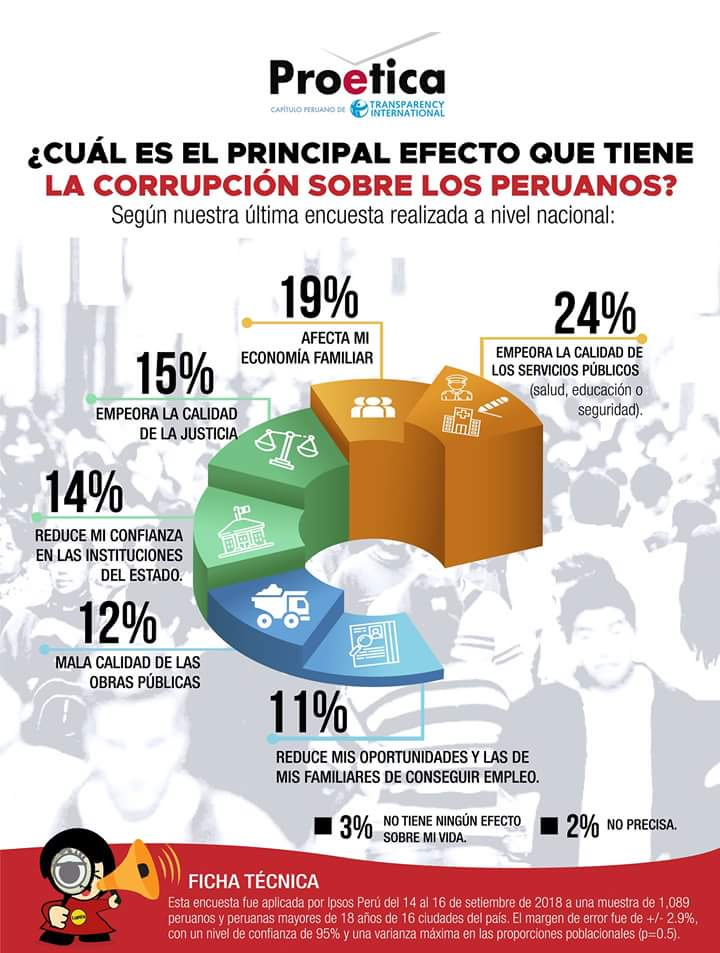 Proetica
CAPÍTULO PERUANO DE
TRANSPARENCY
INTERNATIONAL
¿CUÁL ES EL PRINCIPAL EFECTO QUE TIENE
LA CORRUPCIÓN SOBRE LOS PERUANOS?
Según nuestra última encuesta realizada a nivel nacional:
19%
AFECTA MI
ECONOMÍA FAMILIAR
24%
EMPEORA LA CALIDAD DE
LOS SERVICIOS PÚBLICOS
(salud, educación o
seguridad).
15%
EMPEORA LA CALIDAD
DE LA JUSTICIA
14%
REDUCE MI CONFIANZA
EN LAS INSTITUCIONES
DEL ESTADO.
12%
MALA CALIDAD DE LAS
OBRAS PÚBLICAS
11%
REDUCE MIS OPORTUNIDADES Y LAS DE
MIS FAMILIARES DE CONSEGUIR EMPLEO.
3% NO TIENE NINGÚN EFECTO
SOBRE MI VIDA.
2% NO PRECISA.
FICHA TÉCNICA
Esta encuesta fue aplicada por Ipsos Perú del 14 al 16 de setiembre de 2018 a una muestra de 1,089
peruanos y peruanas mayores de 18 años de 16 ciudades del país. El margen de error fue de +/- 2.9%,
con un nivel de confianza de 95% y una varianza máxima en las proporciones poblacionales (p=0.5).